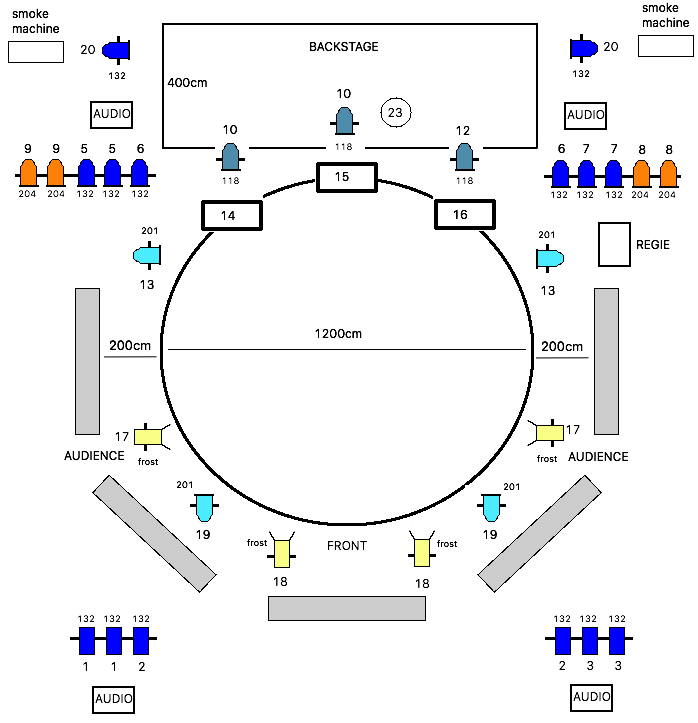 smoke
machine
smoke
machine
20
132
BACKSTAGE
20
132
400cm
10
23
AUDIO
AUDIO
10
118
12
9 9 5 5 6
6 7 7 8 8
118
118
204 204 132 132 132
132 132 132 204 204
15
14
16
201
13
201
13
REGIE
200cm
1200cm
200cm
17
frost
17
frost
AUDIENCE
AUDIENCE
201
19
201
19
frost
18
FRONT
frost
18
132 132 132
1 1 2
132 132 132
2 3 3
AUDIO
AUDIO